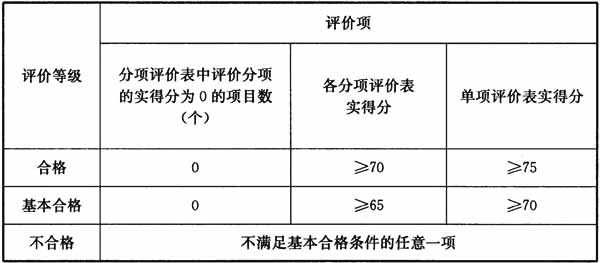 评价等级
评价项
分项评价表中评价分项
的实得分为0的项目数
（个）
各分项评价表
实得分
单项评价表实得分
合格 0 ≥70 ≥75
基本合格 0 ≥65 ≥70
不合格 不满足基本合格条件的任意一项